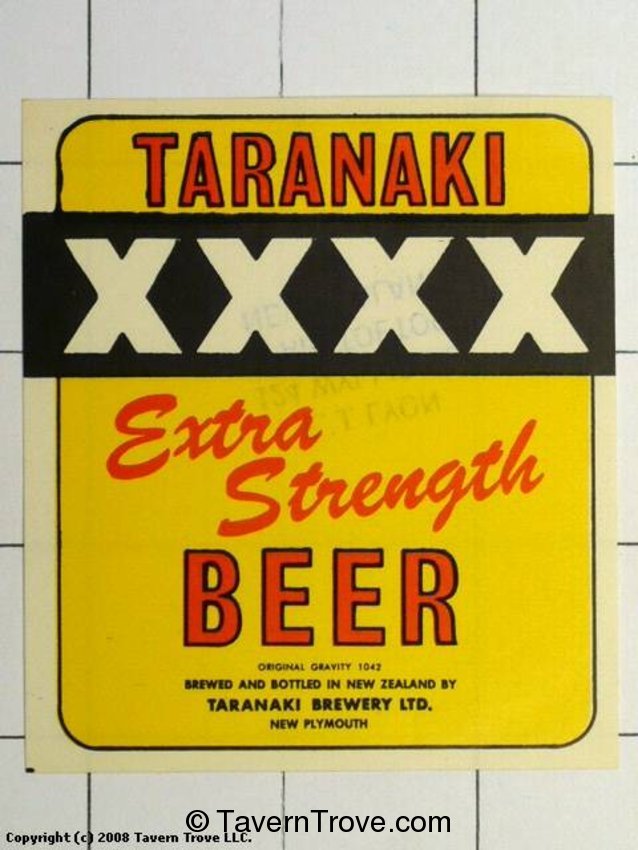 TARANAKI
XXXX
Extra
Strength
BEER
ORIGINAL GRAVITY 1042
BREWED AND BOTTLED IN NEW ZEALAND BY
TARANAKI BREWERY LTD.
NEW PLYMOUTH
© TavernTrove.com
Copyright (c) 2008 Tavern Trove LLC.